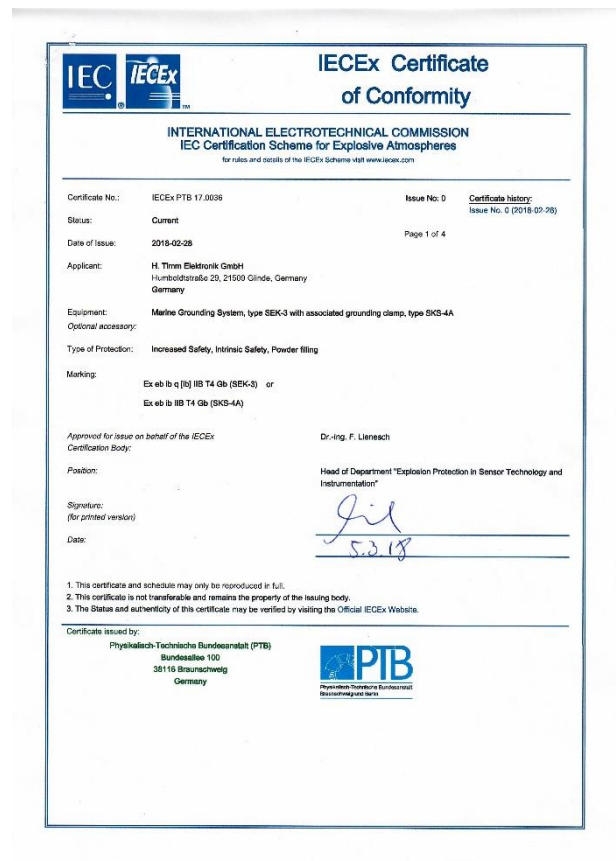 IEC ® IECEx ™
IECEx Certificate
of Conformity
INTERNATIONAL ELECTROTECHNICAL COMMISSION
IEC Certification Scheme for Explosive Atmospheres
for rules and details of the IECEx Scheme visit www.iecex.com
Certificate No.: IECEx PTB 17.0036 Issue No: 0 Certificate history:
Issue No. 0 (2018-02-28)
Status: Current
Page 1 of 4
Date of Issue: 2018-02-28
Applicant: H. Timm Elektronik GmbH
Humboldtstraße 29, 21509 Glinde, Germany
Germany
Equipment: Marine Grounding System, type SEK-3 with associated grounding clamp, type SKS-4A
Optional accessory:
Type of Protection: Increased Safety, Intrinsic Safety, Powder filling
Marking:
Ex eb ib q [ib] IIB T4 Gb (SEK-3) or
Ex eb ib IIB T4 Gb (SKS-4A)
Approved for issue on behalf of the IECEx Dr.-Ing. F. Lienesch
Certification Body:
Position: Head of Department "Explosion Protection in Sensor Technology and
Instrumentation"
Signature:
(for printed version)
Date: 5.3.18
1. This certificate and schedule may only be reproduced in full.
2. This certificate is not transferable and remains the property of the issuing body.
3. The Status and authenticity of this certificate may be verified by visiting the Official IECEx Website.
Certificate issued by:
Physikalisch-Technische Bundesanstalt (PTB)
Bundesallee 100
38116 Braunschweig
Germany
PTB
Physikalisch-Technische Bundesanstalt
Braunschweig und Berlin